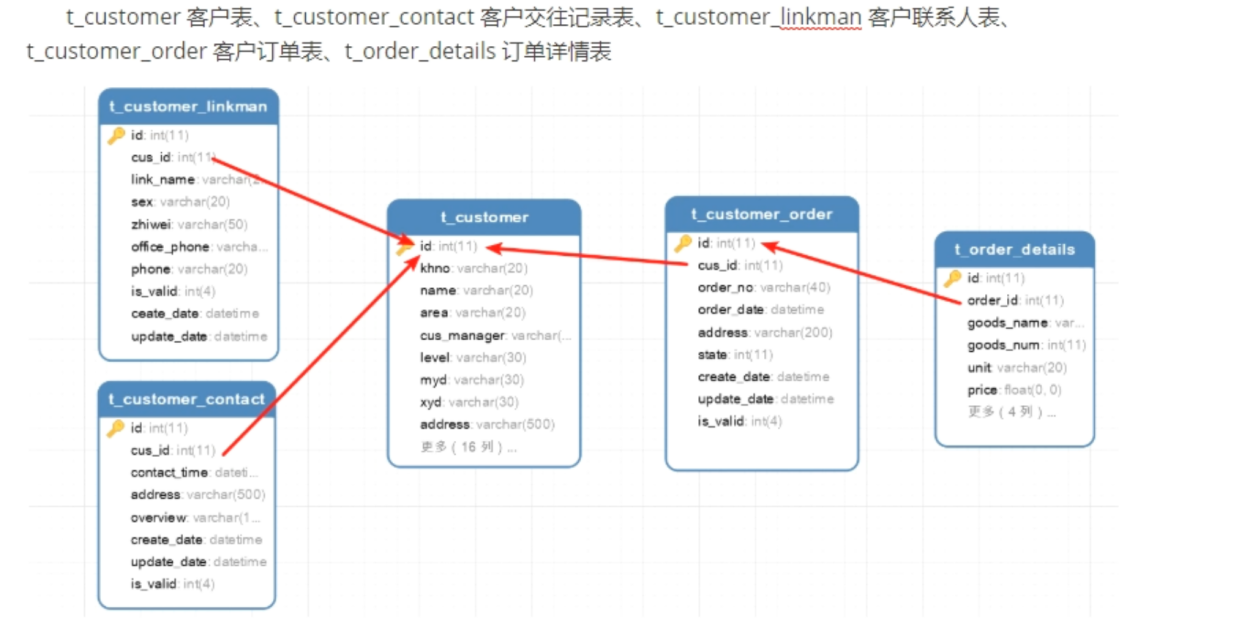 t_customer 客户表、t_customer_contact 客户交往记录表、t_customer_linkman 客户联系人表、
t_customer_order 客户订单表、t_order_details 订单详情表
t_customer_linkman
id: int(11)
cus_id: int(11)
link_name: varchar(2...
sex: varchar(20)
zhiwei: varchar(50)
office_phone: varcha...
phone: varchar(20)
is_valid: int(4)
ceate_date: datetime
update_date: datetime
t_customer_contact
id: int(11)
cus_id: int(11)
contact_time: dateti...
address: varchar(500)
overview: varchar(1...
create_date: datetime
update_date: datetime
is_valid: int(4)
t_customer
id: int(11)
khno: varchar(20)
name: varchar(20)
area: varchar(20)
cus_manager: varchar(...
level: varchar(30)
myd: varchar(30)
xyd: varchar(30)
address: varchar(500)
更多 ( 16 列 ) ...
t_customer_order
id: int(11)
cus_id: int(11)
order_no: varchar(40)
order_date: datetime
address: varchar(200)
state: int(11)
create_date: datetime
update_date: datetime
is_valid: int(4)
t_order_details
id: int(11)
order_id: int(11)
goods_name: var...
goods_num: int(11)
unit: varchar(20)
price: float(0, 0)
更多 ( 4 列 ) ...